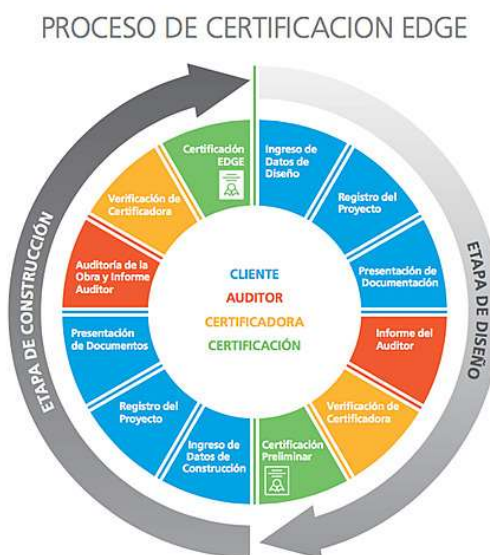 PROCESO DE CERTIFICACION EDGE
ETAPA DE DISEÑO
Ingreso de
Datos de
Diseño
Registro del
Proyecto
Presentación de
Documentación
Informe del
Auditor
Verificación de
Certificadora
Certificación
Preliminar
ETAPA DE CONSTRUCCIÓN
Ingreso de
Datos de
Construcción
Registro del
Proyecto
Presentación
de Documentos
Auditoría de la
Obra y Informe
Auditor
Verificación de
Certificadora
Certificación
EDGE
CLIENTE
AUDITOR
CERTIFICADORA
CERTIFICACIÓN